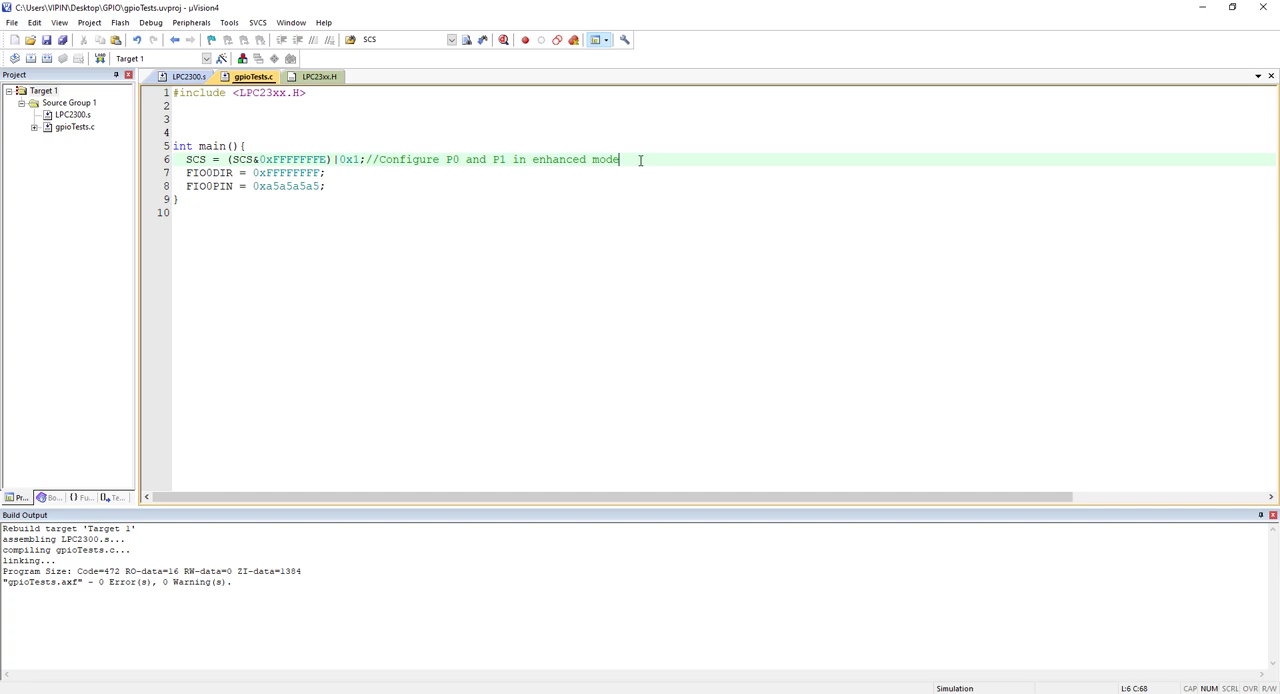 C:\Users\VIPIN\Desktop\GPIO\gpioTests.uvproj - µVision4
File Edit View Project Flash Debug Peripherals Tools SVCS Window Help
SCS
Target 1
Project
LPC2300.s gpioTests.c LPC23xx.H
Target 1
Source Group 1
LPC2300.s
gpioTests.c
1 #include <LPC23xx.H>
2
3
4
5 int main(){
6 SCS = (SCS&0xFFFFFFFE)|0x1;//Configure P0 and P1 in enhanced mode
7 FIO0DIR = 0xFFFFFFFF;
8 FIO0PIN = 0xa5a5a5a5;
9 }
10
Pr... Bo... {} Fu... Te...
Build Output
Rebuild target 'Target 1'
assembling LPC2300.s...
compiling gpioTests.c...
linking...
Program Size: Code=472 RO-data=16 RW-data=0 ZI-data=1384
"gpioTests.axf" - 0 Error(s), 0 Warning(s).
Simulation L:6 C:68 CAP NUM SCRL OVR R/W